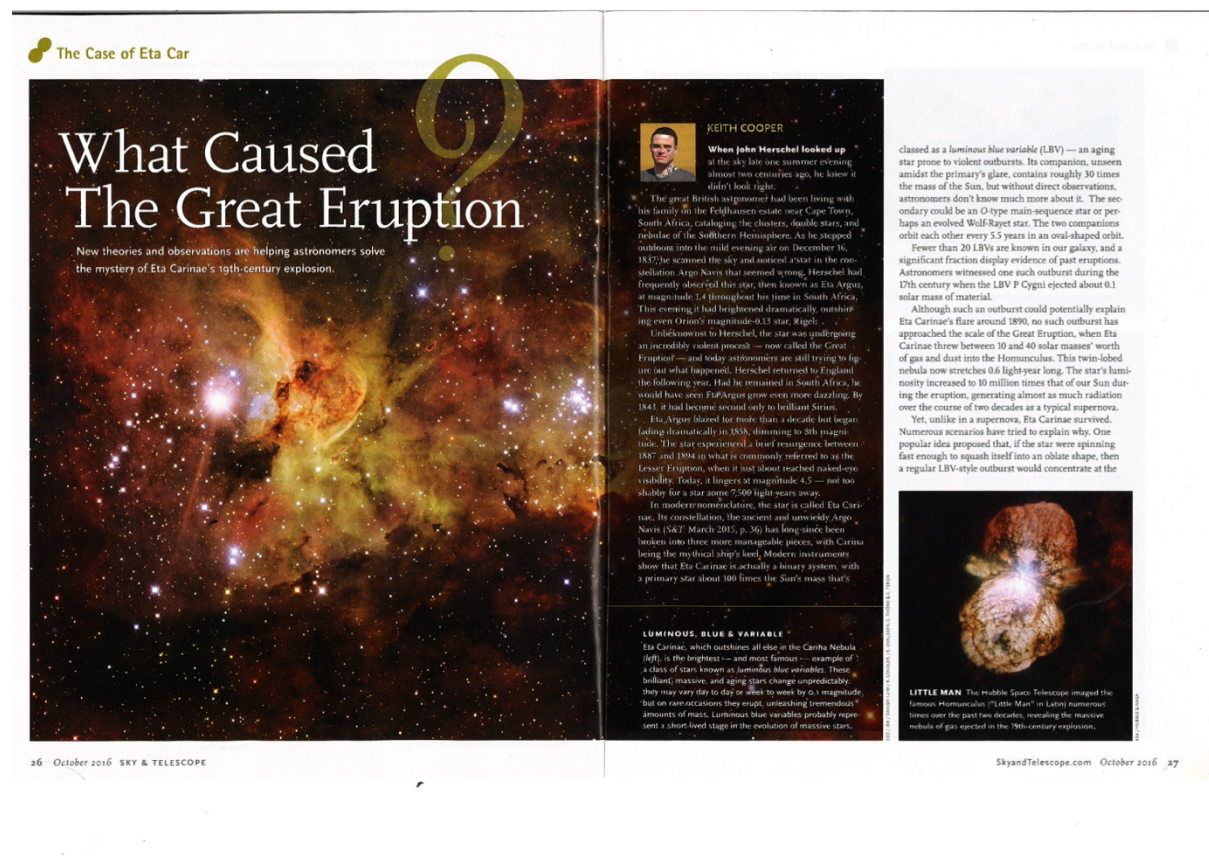 The Case of Eta Car
?
What Caused
The Great Eruption
New theories and observations are helping astronomers solve
the mystery of Eta Carinae's 19th-century explosion.
KEITH COOPER
When John Herschel looked up
at the sky late one summer evening
almost two centuries ago, he knew it
didn't look right.
The great British astronomer had been living with
his family on the Feldhausen estate near Cape Town,
South Africa, cataloging the clusters, double stars, and
nebulae of the Southern Hemisphere. As he stepped
outdoors into the mild evening air on December 16,
1837, he scanned the sky and noticed a star in the con-
stellation Argo Navis that seemed wrong. Herschel had
frequently observed this star, then known as Eta Argus,
at magnitude 1.4 throughout his time in South Africa.
This evening it had brightened dramatically, outshin-
ing even Orion's magnitude-0.13 star, Rigel.
Unbeknownst to Herschel, the star was undergoing
an incredibly violent process — now called the Great
Eruption — and today astronomers are still trying to fig-
ure out what happened. Herschel returned to England
the following year. Had he remained in South Africa, he
would have seen Eta Argus grow even more dazzling. By
1843, it had become second only to brilliant Sirius.
Eta Argus blazed for more than a decade but began
fading dramatically in 1858, dimming to 8th magni-
tude. The star experienced a brief resurgence between
1887 and 1894 in what is commonly referred to as the
Lesser Eruption, when it just about reached naked-eye
visibility. Today, it lingers at magnitude 4.5 — not too
shabby for a star some 7,500 light-years away.
In modern nomenclature, the star is called Eta Cari-
nae. Its constellation, the ancient and unwieldy Argo
Navis (S&T: March 2015, p. 36) has long-since been
broken into three more manageable pieces, with Carina
being the mythical ship's keel. Modern instruments
show that Eta Carinae is actually a binary system, with
a primary star about 100 times the Sun's mass that's
LUMINOUS, BLUE & VARIABLE
Eta Carinae, which outshines all else in the Carina Nebula
(left), is the brightest — and most famous — example of
a class of stars known as luminous blue variables. These
brilliant, massive, and aging stars change unpredictably:
they may vary day to day or week to week by 0.1 magnitude,
but on rare occasions they erupt, unleashing tremendous
amounts of mass. Luminous blue variables probably repre-
sent a short-lived stage in the evolution of massive stars.
classed as a luminous blue variable (LBV) — an aging
star prone to violent outbursts. Its companion, unseen
amidst the primary's glare, contains roughly 30 times
the mass of the Sun, but without direct observations,
astronomers don't know much more about it. The sec-
ondary could be an O-type main-sequence star or per-
haps an evolved Wolf-Rayet star. The two companions
orbit each other every 5.5 years in an oval-shaped orbit.
Fewer than 20 LBVs are known in our galaxy, and a
significant fraction display evidence of past eruptions.
Astronomers witnessed one such outburst during the
17th century when the LBV P Cygni ejected about 0.1
solar mass of material.
Although such an outburst could potentially explain
Eta Carinae's flare around 1890, no such outburst has
approached the scale of the Great Eruption, when Eta
Carinae threw between 10 and 40 solar masses' worth
of gas and dust into the Homunculus. This twin-lobed
nebula now stretches 0.6 light-year long. The star's lumi-
nosity increased to 10 million times that of our Sun dur-
ing the eruption, generating almost as much radiation
over the course of two decades as a typical supernova.
Yet, unlike in a supernova, Eta Carinae survived.
Numerous scenarios have tried to explain why. One
popular idea proposed that, if the star were spinning
fast enough to squash itself into an oblate shape, then
a regular LBV-style outburst would concentrate at the
LITTLE MAN The Hubble Space Telescope imaged the
famous Homunculus ("Little Man" in Latin) numerous
times over the past two decades, revealing the massive
nebula of gas ejected in the 19th-century explosion.
26 October 2016 SKY & TELESCOPE
SkyandTelescope.com October 2016 27